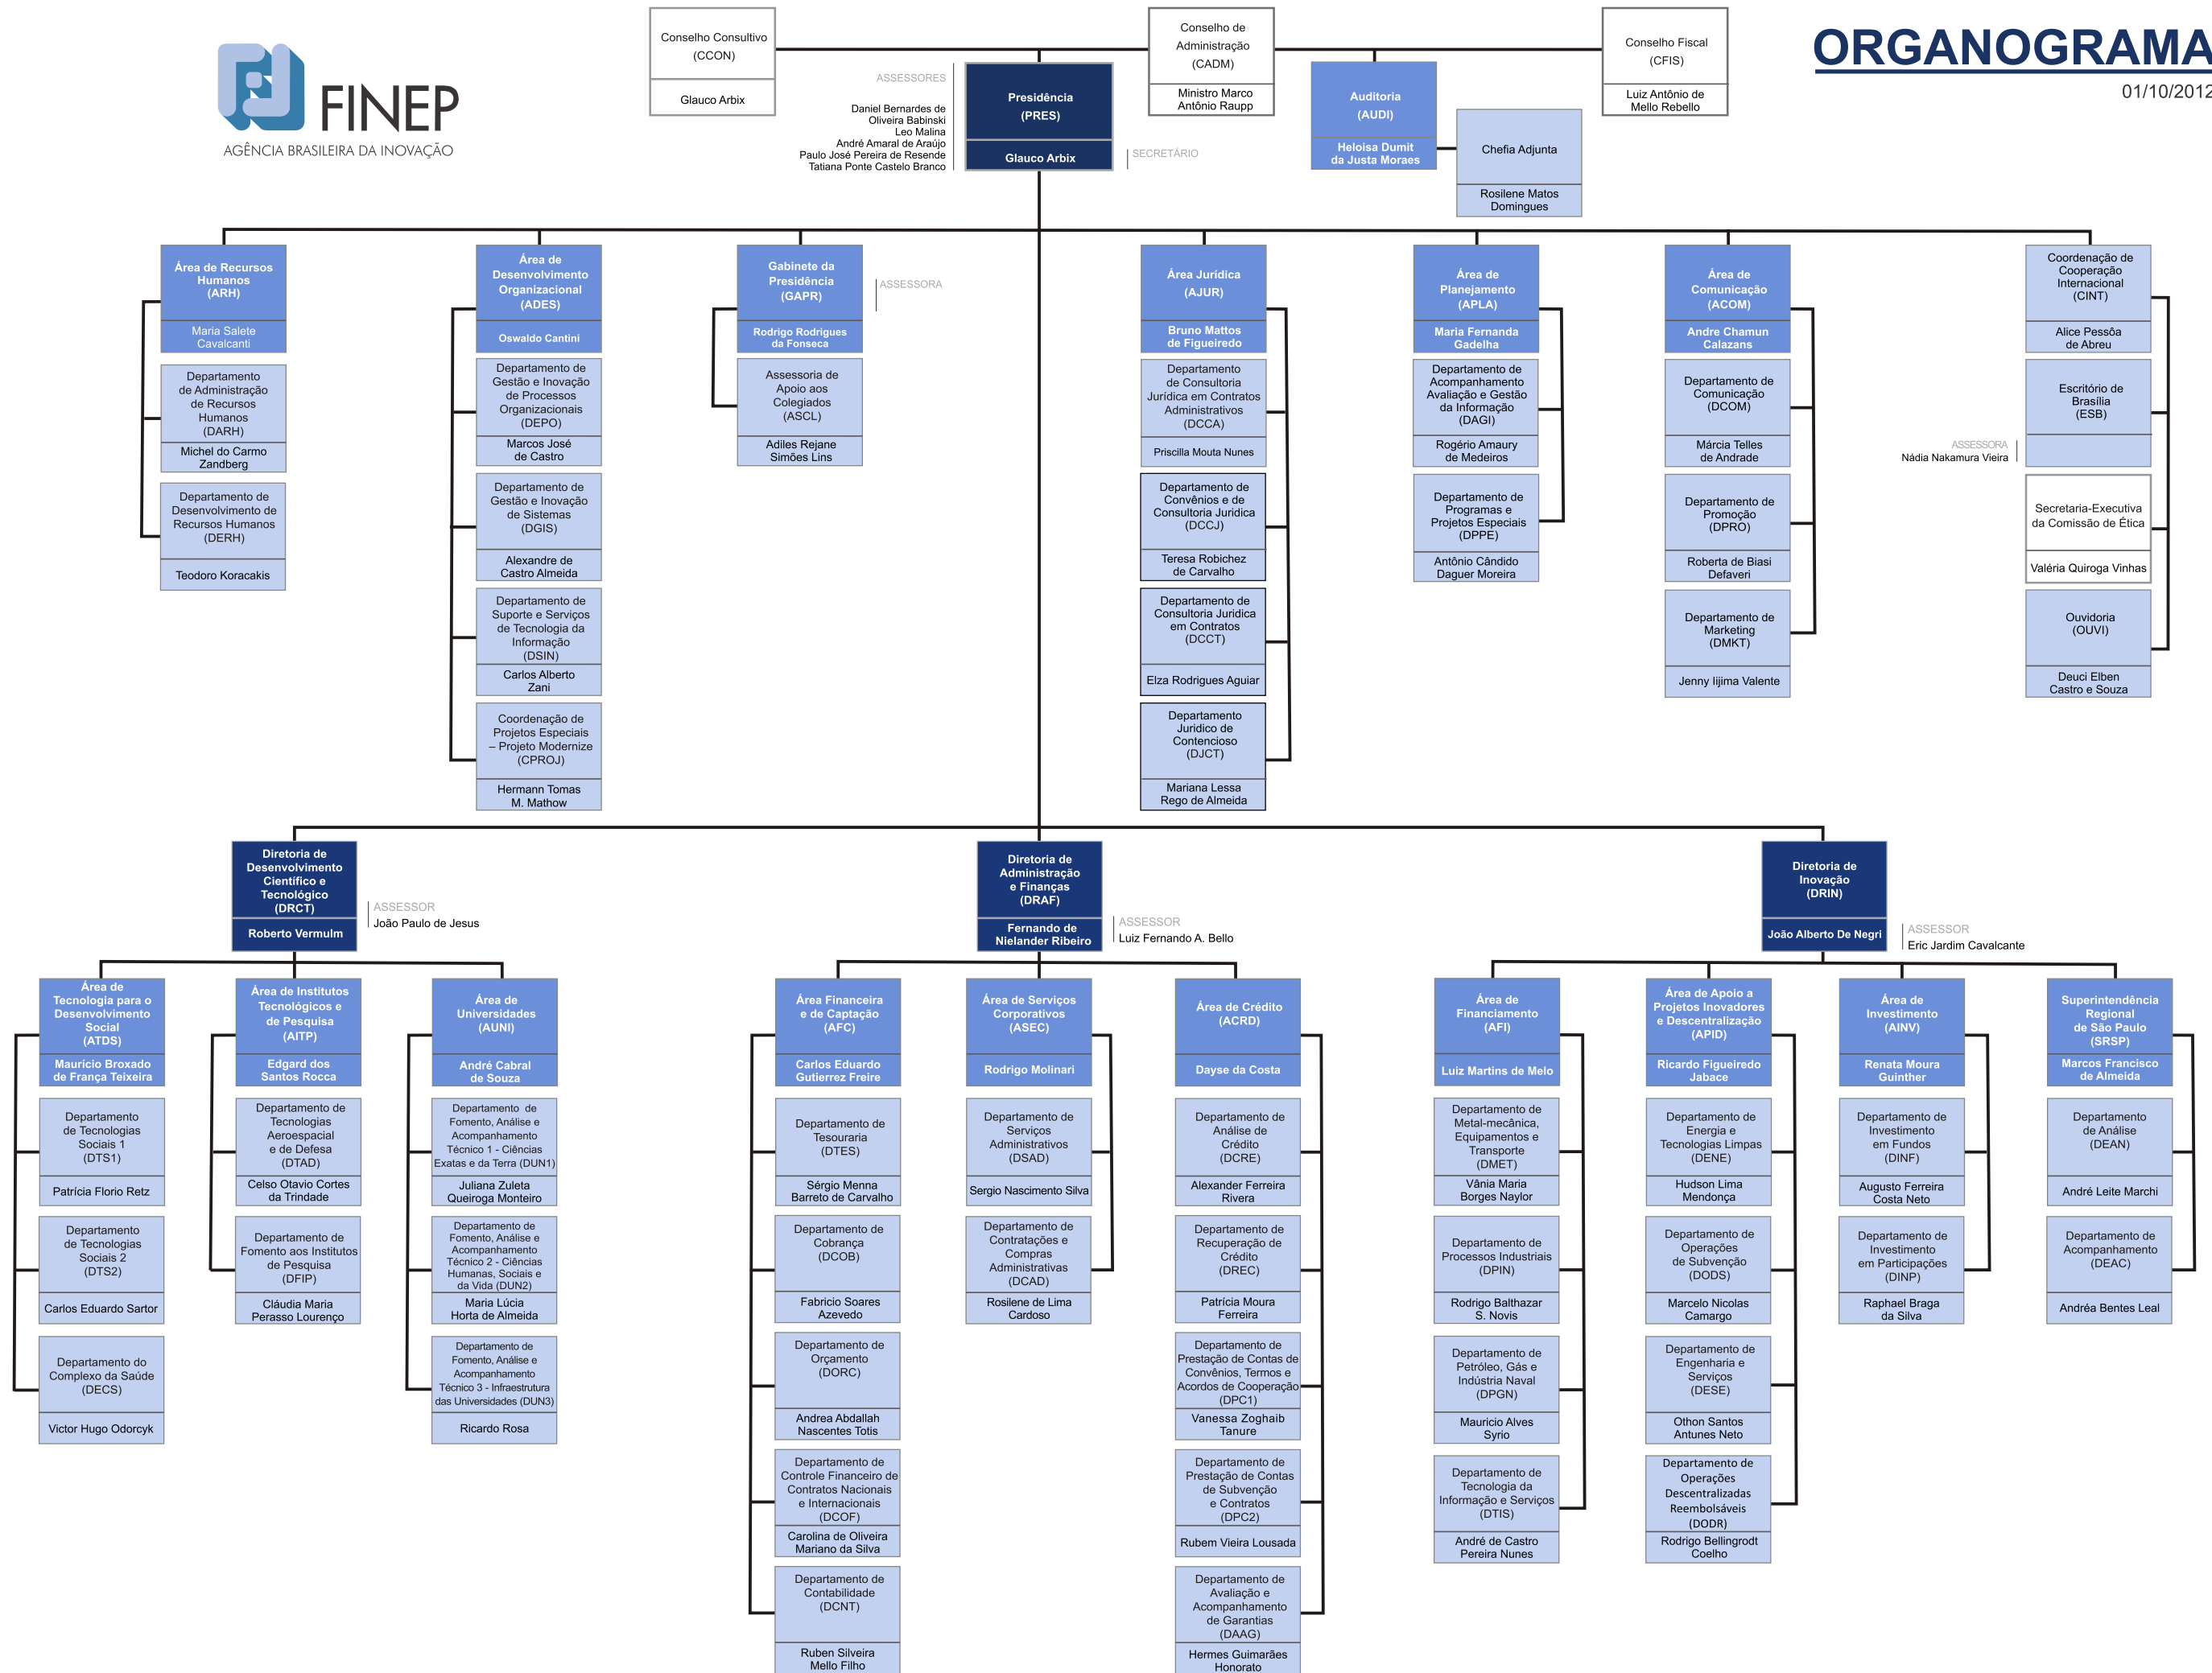 FINEP
AGÊNCIA BRASILEIRA DA INOVAÇÃO
ORGANOGRAMA
01/10/2012
Conselho Consultivo
(CCON)
Glauco Arbix
Conselho de
Administração
(CADM)
Ministro Marco
Antônio Raupp
Conselho Fiscal
(CFIS)
Luiz Antônio de
Mello Rebello
ASSESSORES
Daniel Bernardes de
Oliveira Babinski
Leo Malina
André Amaral de Araújo
Paulo José Pereira de Resende
Tatiana Ponte Castelo Branco
Presidência
(PRES)
Glauco Arbix
SECRETÁRIO
Auditoria
(AUDI)
Heloisa Dumit
da Justa Moraes
Chefia Adjunta
Rosilene Matos
Domingues
Área de Recursos
Humanos
(ARH)
Maria Salete
Cavalcanti
Departamento
de Administração
de Recursos
Humanos
(DARH)
Michel do Carmo
Zandberg
Departamento de
Desenvolvimento de
Recursos Humanos
(DERH)
Teodoro Koracakis
Área de
Desenvolvimento
Organizacional
(ADES)
Oswaldo Cantini
Departamento de
Gestão e Inovação
de Processos
Organizacionais
(DEPO)
Marcos José
de Castro
Departamento de
Gestão e Inovação
de Sistemas
(DGIS)
Alexandre de
Castro Almeida
Departamento de
Suporte e Serviços
de Tecnologia da
Informação
(DSIN)
Carlos Alberto
Zani
Coordenação de
Projetos Especiais
– Projeto Modernize
(CPROJ)
Hermann Tomas
M. Mathow
Gabinete da
Presidência
(GAPR)
Rodrigo Rodrigues
da Fonseca
ASSESSORA
Assessoria de
Apoio aos
Colegiados
(ASCL)
Adiles Rejane
Simões Lins
Área Jurídica
(AJUR)
Bruno Mattos
de Figueiredo
Departamento
de Consultoria
Jurídica em Contratos
Administrativos
(DCCA)
Priscilla Mouta Nunes
Departamento de
Convênios e de
Consultoria Juridica
(DCCJ)
Teresa Robichez
de Carvalho
Departamento de
Consultoria Juridica
em Contratos
(DCCT)
Elza Rodrigues Aguiar
Departamento
Juridico de
Contencioso
(DJCT)
Mariana Lessa
Rego de Almeida
Área de
Planejamento
(APLA)
Maria Fernanda
Gadelha
Departamento de
Acompanhamento
Avaliação e Gestão
da Informação
(DAGI)
Rogério Amaury
de Medeiros
Departamento de
Programas e
Projetos Especiais
(DPPE)
Antônio Cândido
Daguer Moreira
Área de
Comunicação
(ACOM)
Andre Chamun
Calazans
Departamento de
Comunicação
(DCOM)
Márcia Telles
de Andrade
Departamento de
Promoção
(DPRO)
Roberta de Biasi
Defaveri
Departamento de
Marketing
(DMKT)
Jenny Iijima Valente
Coordenação de
Cooperação
Internacional
(CINT)
Alice Pessôa
de Abreu
Escritório de
Brasília
(ESB)
ASSESSORA
Nádia Nakamura Vieira
Secretaria-Executiva
da Comissão de Ética
Valéria Quiroga Vinhas
Ouvidoria
(OUVI)
Deuci Elben
Castro e Souza
Diretoria de
Desenvolvimento
Científico e
Tecnológico
(DRCT)
Roberto Vermulm
ASSESSOR
João Paulo de Jesus
Diretoria de
Administração
e Finanças
(DRAF)
Fernando de
Nielander Ribeiro
ASSESSOR
Luiz Fernando A. Bello
Diretoria de
Inovação
(DRIN)
João Alberto De Negri
ASSESSOR
Eric Jardim Cavalcante
Área de
Tecnologia para o
Desenvolvimento
Social
(ATDS)
Maurício Broxado
de França Teixeira
Departamento
de Tecnologias
Sociais 1
(DTS1)
Patrícia Florio Retz
Departamento
de Tecnologias
Sociais 2
(DTS2)
Carlos Eduardo Sartor
Departamento do
Complexo da Saúde
(DECS)
Victor Hugo Odorcyk
Área de Institutos
Tecnológicos e
de Pesquisa
(AITP)
Edgard dos
Santos Rocca
Departamento de
Tecnologias
Aeroespacial
e de Defesa
(DTAD)
Celso Otavio Cortes
da Trindade
Departamento de
Fomento aos Institutos
de Pesquisa
(DFIP)
Cláudia Maria
Perasso Lourenço
Área de
Universidades
(AUNI)
André Cabral
de Souza
Departamento de
Fomento, Análise e
Acompanhamento
Técnico 1 - Ciências
Exatas e da Terra (DUN1)
Juliana Zuleta
Queiroga Monteiro
Departamento de
Fomento, Análise e
Acompanhamento
Técnico 2 - Ciências
Humanas, Sociais e
da Vida (DUN2)
Maria Lúcia
Horta de Almeida
Departamento de
Fomento, Análise e
Acompanhamento
Técnico 3 - Infraestrutura
das Universidades (DUN3)
Ricardo Rosa
Área Financeira
e de Captação
(AFC)
Carlos Eduardo
Gutierrez Freire
Departamento de
Tesouraria
(DTES)
Sérgio Menna
Barreto de Carvalho
Departamento de
Cobrança
(DCOB)
Fabricio Soares
Azevedo
Departamento de
Orçamento
(DORC)
Andrea Abdallah
Nascentes Totis
Departamento de
Controle Financeiro de
Contratos Nacionais
e Internacionais
(DCOF)
Carolina de Oliveira
Mariano da Silva
Departamento de
Contabilidade
(DCNT)
Ruben Silveira
Mello Filho
Área de Serviços
Corporativos
(ASEC)
Rodrigo Molinari
Departamento de
Serviços
Administrativos
(DSAD)
Sergio Nascimento Silva
Departamento de
Contratações e
Compras
Administrativas
(DCAD)
Rosilene de Lima
Cardoso
Área de Crédito
(ACRD)
Dayse da Costa
Departamento de
Análise de
Crédito
(DCRE)
Alexander Ferreira
Rivera
Departamento de
Recuperação de
Crédito
(DREC)
Patrícia Moura
Ferreira
Departamento de
Prestação de Contas de
Convênios, Termos e
Acordos de Cooperação
(DPC1)
Vanessa Zoghaib
Tanure
Departamento de
Prestação de Contas
de Subvenção
e Contratos
(DPC2)
Rubem Vieira Lousada
Departamento de
Avaliação e
Acompanhamento
de Garantias
(DAAG)
Hermes Guimarães
Honorato
Área de
Financiamento
(AFI)
Luiz Martins de Melo
Departamento de
Metal-mecânica,
Equipamentos e
Transporte
(DMET)
Vânia Maria
Borges Naylor
Departamento de
Processos Industriais
(DPIN)
Rodrigo Balthazar
S. Novis
Departamento de
Petróleo, Gás e
Indústria Naval
(DPGN)
Mauricio Alves
Syrio
Departamento de
Tecnologia da
Informação e Serviços
(DTIS)
André de Castro
Pereira Nunes
Área de Apoio a
Projetos Inovadores
e Descentralização
(APID)
Ricardo Figueiredo
Jabace
Departamento de
Energia e
Tecnologias Limpas
(DENE)
Hudson Lima
Mendonça
Departamento de
Operações
de Subvenção
(DODS)
Marcelo Nicolas
Camargo
Departamento de
Engenharia e
Serviços
(DESE)
Othon Santos
Antunes Neto
Departamento de
Operações
Descentralizadas
Reembolsáveis
(DODR)
Rodrigo Bellingrodt
Coelho
Área de
Investimento
(AINV)
Renata Moura
Guinther
Departamento de
Investimento
em Fundos
(DINF)
Augusto Ferreira
Costa Neto
Departamento de
Investimento
em Participações
(DINP)
Raphael Braga
da Silva
Superintendência
Regional
de São Paulo
(SRSP)
Marcos Francisco
de Almeida
Departamento
de Análise
(DEAN)
André Leite Marchi
Departamento de
Acompanhamento
(DEAC)
Andréa Bentes Leal